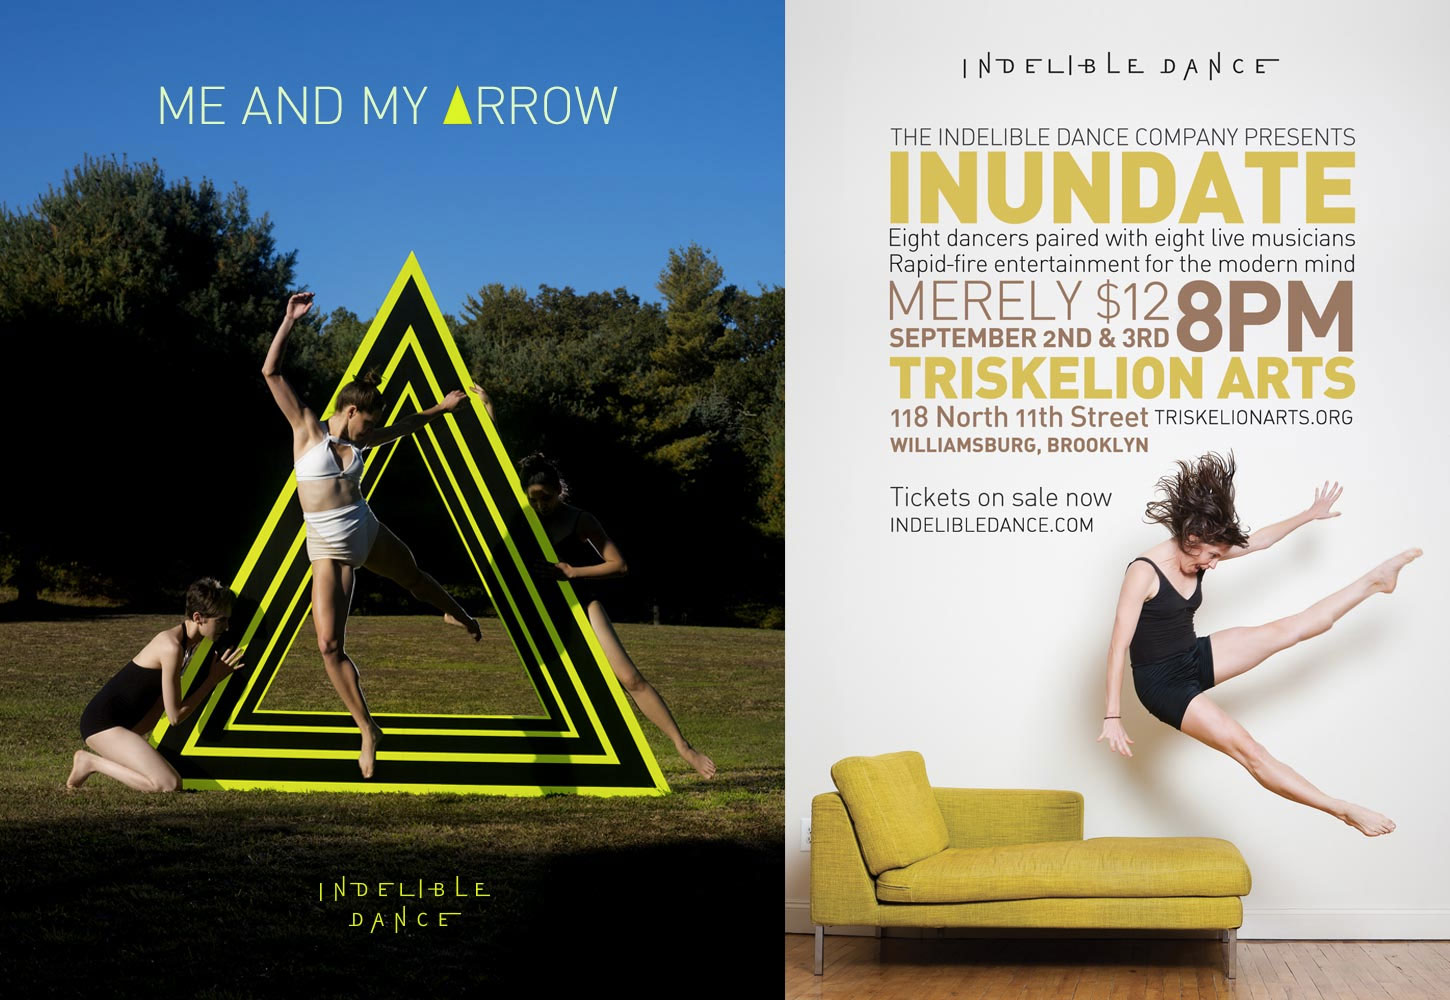 ME AND MY ARROW
INDELIBLE
DANCE
INDELIBLE DANCE
THE INDELIBLE DANCE COMPANY PRESENTS
INUNDATE
Eight dancers paired with eight live musicians
Rapid-fire entertainment for the modern mind
MERELY $12 8PM
SEPTEMBER 2ND & 3RD
TRISKELION ARTS
118 North 11th Street TRISKELIONARTS.ORG
WILLIAMSBURG, BROOKLYN
Tickets on sale now
INDELIBLEDANCE.COM